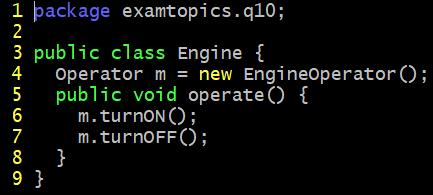 1 package examtopics.q10;
2
3 public class Engine {
4   Operator m = new EngineOperator();
5   public void operate() {
6     m.turnON();
7     m.turnOFF();
8   }
9 }